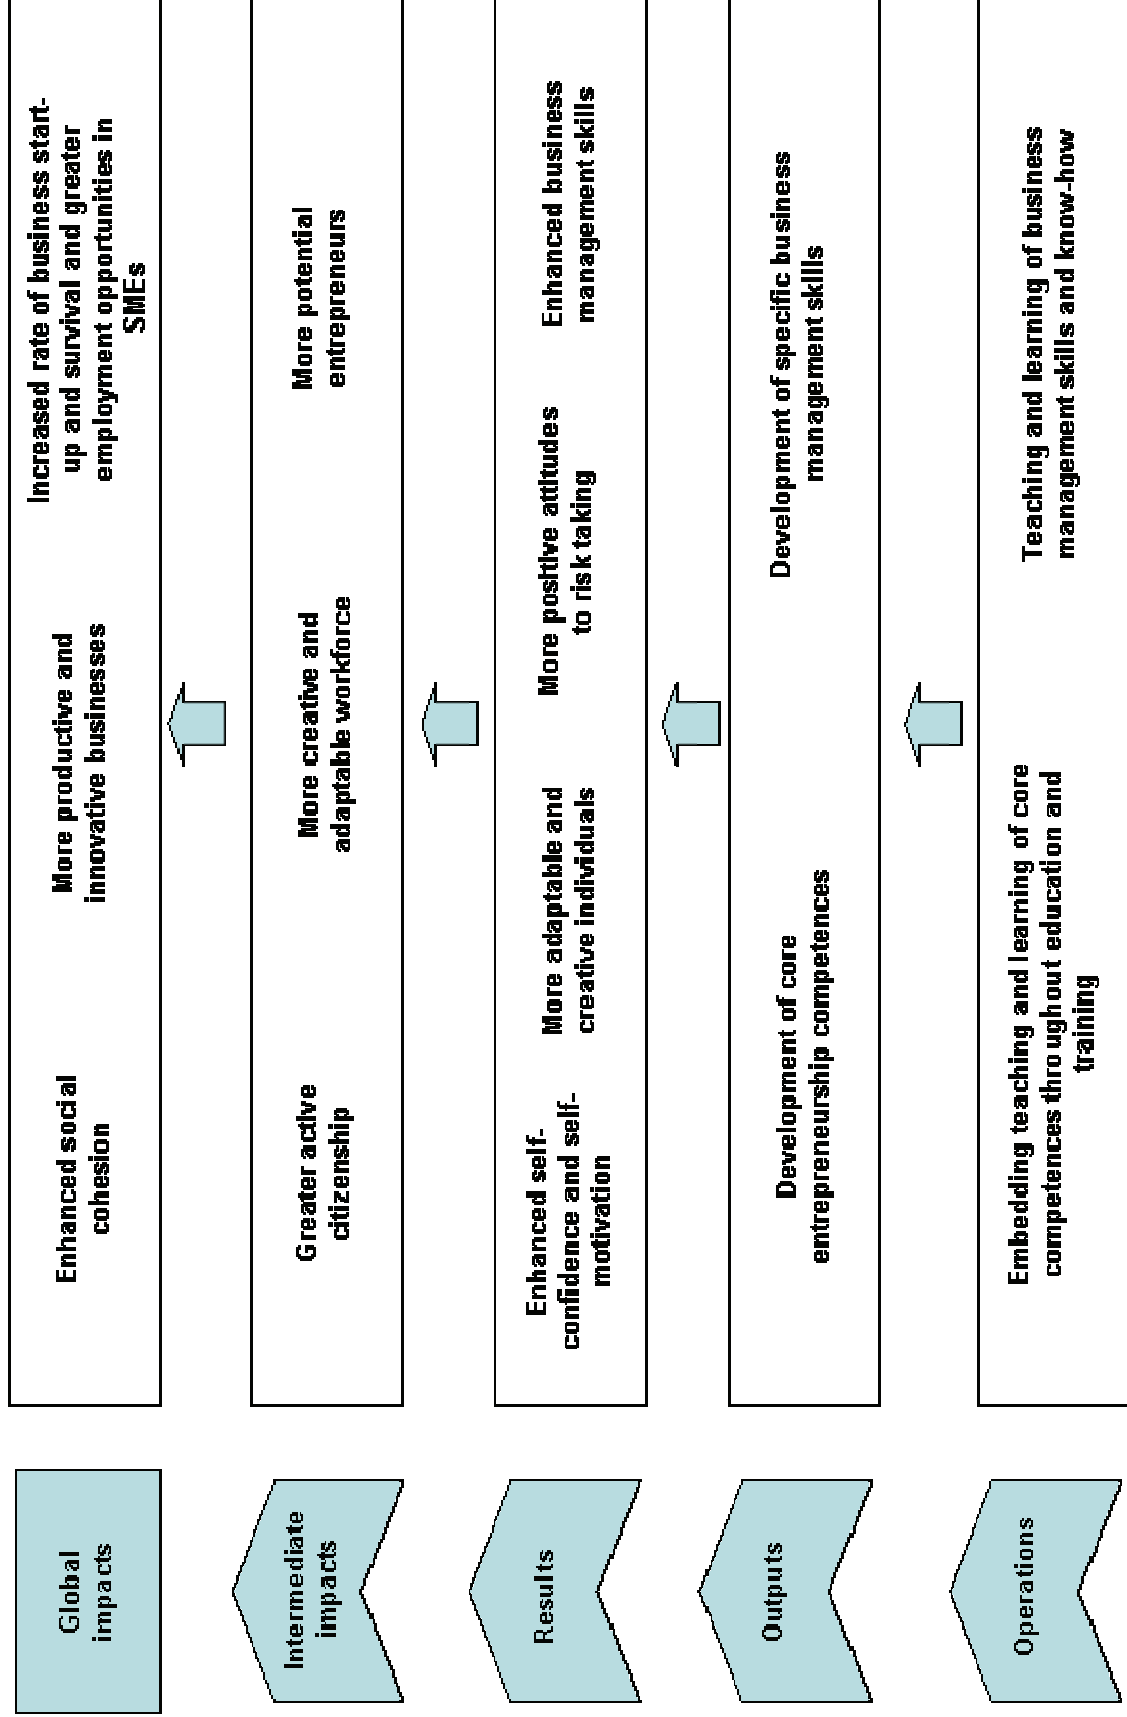 Global
impacts
Enhanced social
cohesion
More productive and
innovative businesses
Increased rate of business start-
up and survival and greater
employment opportunities in
SMEs
Intermediate
impacts
Greater active
citizenship
More creative and
adaptable workforce
More potential
entrepreneurs
Results
Enhanced self-
confidence and self-
motivation
More adaptable and
creative individuals
More positive attitudes
to risk taking
Enhanced business
management skills
Outputs
Development of core
entrepreneurship competences
Development of specific business
management skills
Operations
Embedding teaching and learning of core
competences throughout education and
training
Teaching and learning of business
management skills and know-how